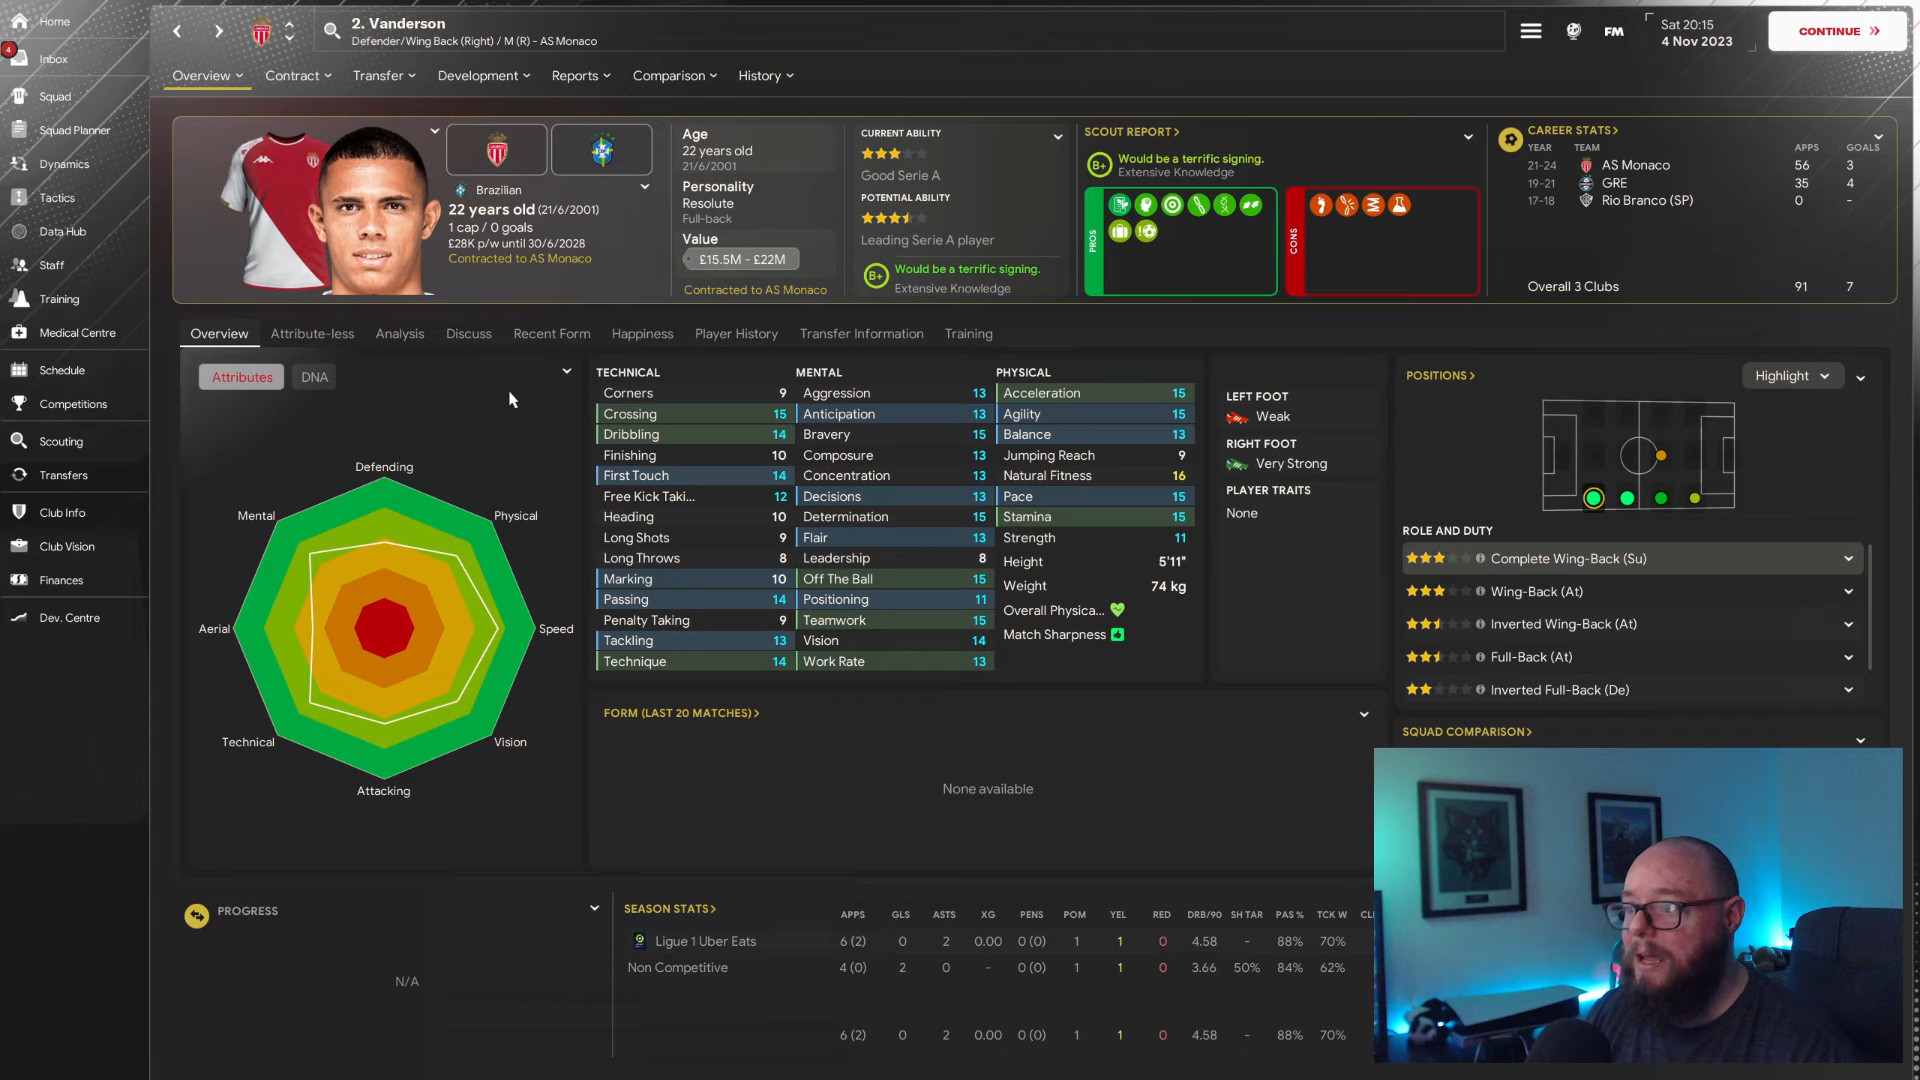 Home
4
Inbox
Squad
Squad Planner
Dynamics
Tactics
Data Hub
Staff
Training
Medical Centre
Schedule
Competitions
Scouting
Transfers
Club Info
Club Vision
Finances
Dev. Centre
2. Vanderson
Defender/Wing Back (Right) / M (R) - AS Monaco
FM
Sat 20:15
4 Nov 2023
CONTINUE
Overview
Contract
Transfer
Development
Reports
Comparison
History
Brazilian
22 years old (21/6/2001)
1 cap / 0 goals
£28K p/w until 30/6/2028
Contracted to AS Monaco
Age
22 years old
21/6/2001
Personality
Resolute
Full-back
Value
£15.5M - £22M
Contracted to AS Monaco
CURRENT ABILITY
Good Serie A
POTENTIAL ABILITY
Leading Serie A player
B+ Would be a terrific signing.
Extensive Knowledge
SCOUT REPORT>
B+ Would be a terrific signing.
Extensive Knowledge
PROS
CONS
CAREER STATS>
YEAR TEAM APPS GOALS
21-24 AS Monaco 56 3
19-21 GRE 35 4
17-18 Rio Branco (SP) 0 -
Overall 3 Clubs 91 7
Overview
Attribute-less
Analysis
Discuss
Recent Form
Happiness
Player History
Transfer Information
Training
Attributes
DNA
Defending
Mental
Physical
Aerial
Speed
Technical
Vision
Attacking
TECHNICAL
Corners 9
Crossing 15
Dribbling 14
Finishing 10
First Touch 14
Free Kick Taki... 12
Heading 10
Long Shots 9
Long Throws 8
Marking 10
Passing 14
Penalty Taking 9
Tackling 13
Technique 14
MENTAL
Aggression 13
Anticipation 13
Bravery 15
Composure 13
Concentration 13
Decisions 13
Determination 15
Flair 13
Leadership 8
Off The Ball 15
Positioning 11
Teamwork 15
Vision 14
Work Rate 13
PHYSICAL
Acceleration 15
Agility 15
Balance 13
Jumping Reach 9
Natural Fitness 16
Pace 15
Stamina 15
Strength 11
Height 5'11"
Weight 74 kg
Overall Physica...
Match Sharpness
LEFT FOOT
Weak
RIGHT FOOT
Very Strong
PLAYER TRAITS
None
POSITIONS>
Highlight
ROLE AND DUTY
Complete Wing-Back (Su)
Wing-Back (At)
Inverted Wing-Back (At)
Full-Back (At)
Inverted Full-Back (De)
SQUAD COMPARISON>
FORM (LAST 20 MATCHES)>
None available
PROGRESS
N/A
SEASON STATS>
APPS GLS ASTS XG PENS POM YEL RED DRB/90 SH TAR PAS % TCK W CL
Ligue 1 Uber Eats 6 (2) 0 2 0.00 0 (0) 1 1 0 4.58 - 88% 70%
Non Competitive 4 (0) 2 0 - 0 (0) 1 1 0 3.66 50% 84% 62%
6 (2) 0 2 0.00 0 (0) 1 1 0 4.58 - 88% 70%